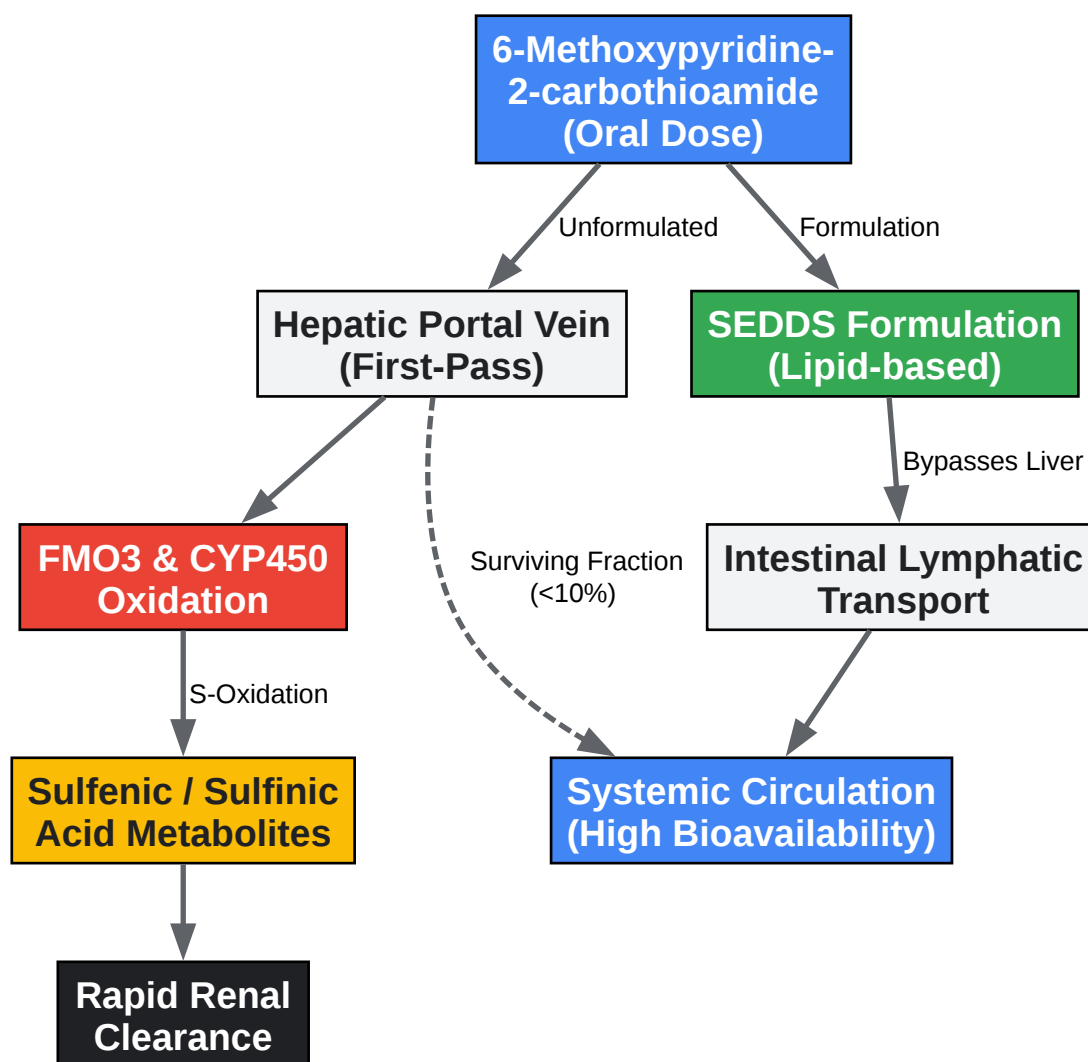 6-Methoxypyridine-
2-carbothioamide
(Oral Dose)
Unformulated
Formulation
Hepatic Portal Vein
(First-Pass)
SEDDS Formulation
(Lipid-based)
Bypasses Liver
FMO3 & CYP450
Oxidation
Surviving Fraction
(<10%)
Intestinal Lymphatic
Transport
S-Oxidation
Sulfenic / Sulfinic
Acid Metabolites
Systemic Circulation
(High Bioavailability)
Rapid Renal
Clearance